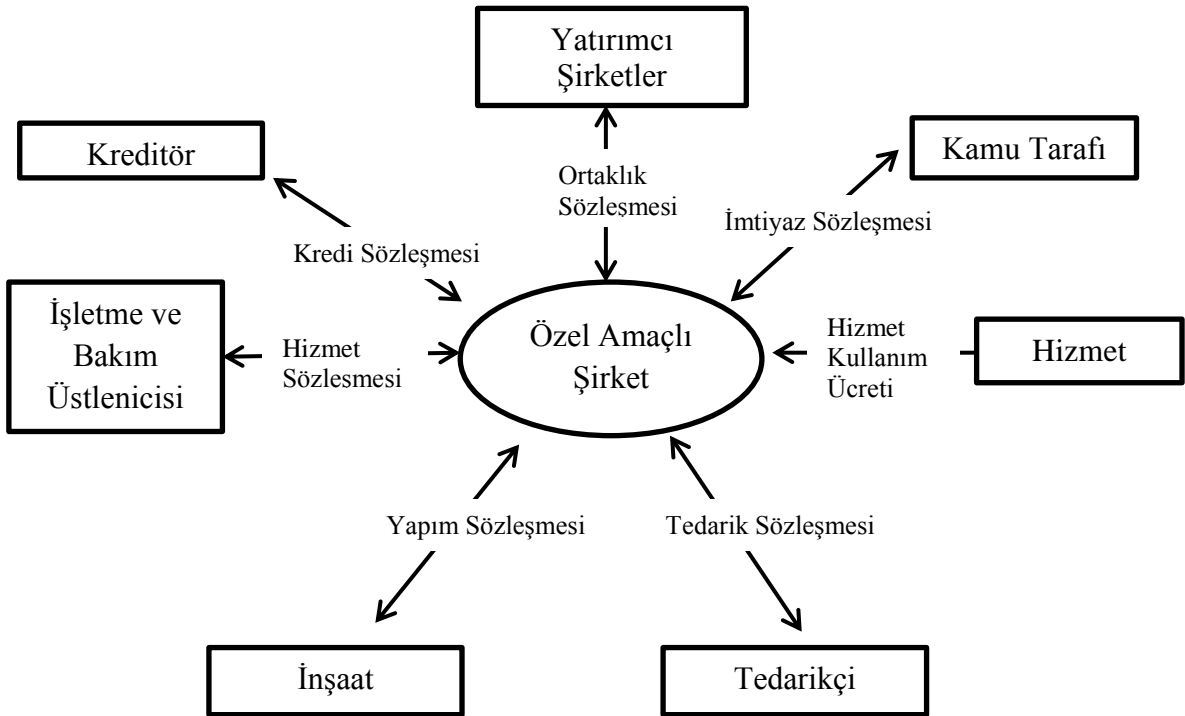 Yatırımcı
Şirketler
Kreditör
Kamu Tarafı
Ortaklık
Sözleşmesi
İmtiyaz Sözleşmesi
Kredi Sözleşmesi
İşletme ve
Bakım
Üstlenicisi
Hizmet
Sözlesmesi
Özel Amaçlı
Şirket
Hizmet
Kullanım
Ücreti
Hizmet
Yapım Sözleşmesi
Tedarik Sözleşmesi
İnşaat
Tedarikçi